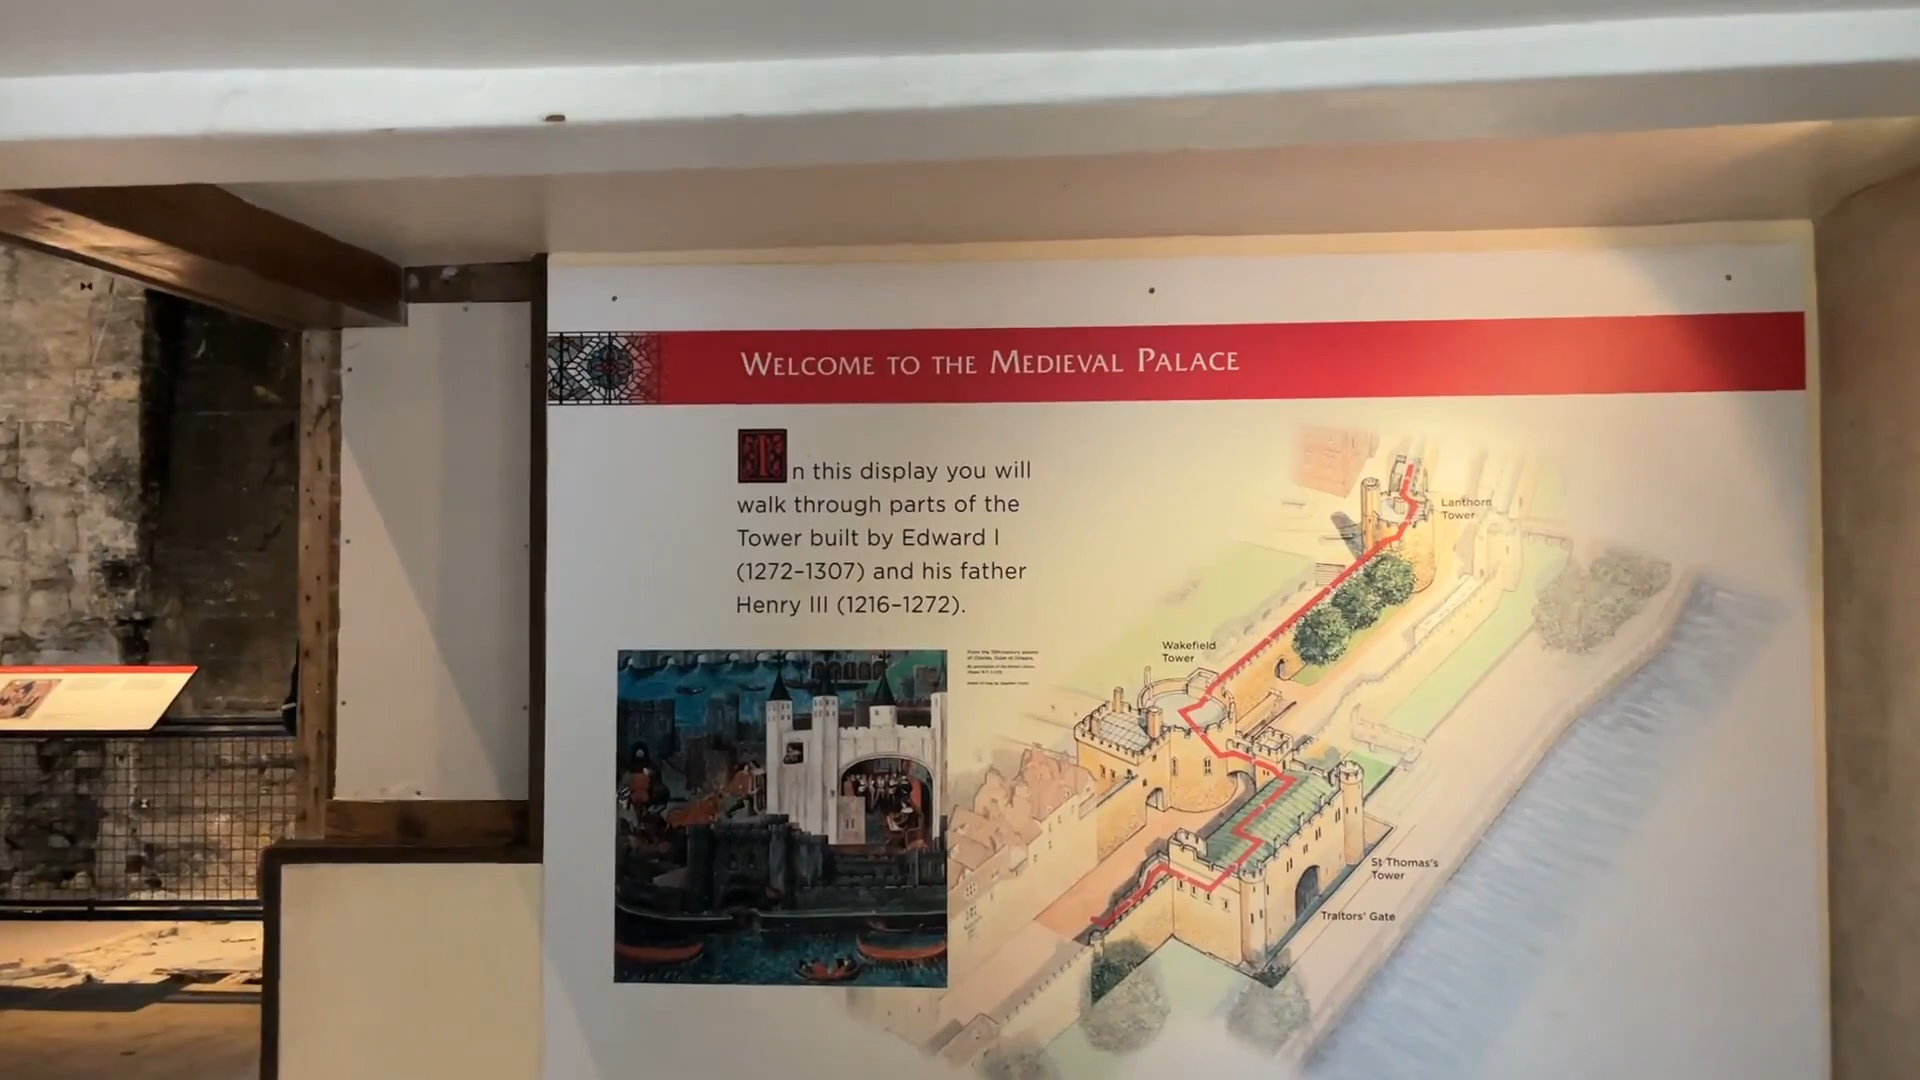 WELCOME TO THE MEDIEVAL PALACE
In this display you will
walk through parts of the
Tower built by Edward I
(1272–1307) and his father
Henry III (1216–1272).
Lanthorn
Tower
Wakefield
Tower
St Thomas's
Tower
Traitors' Gate